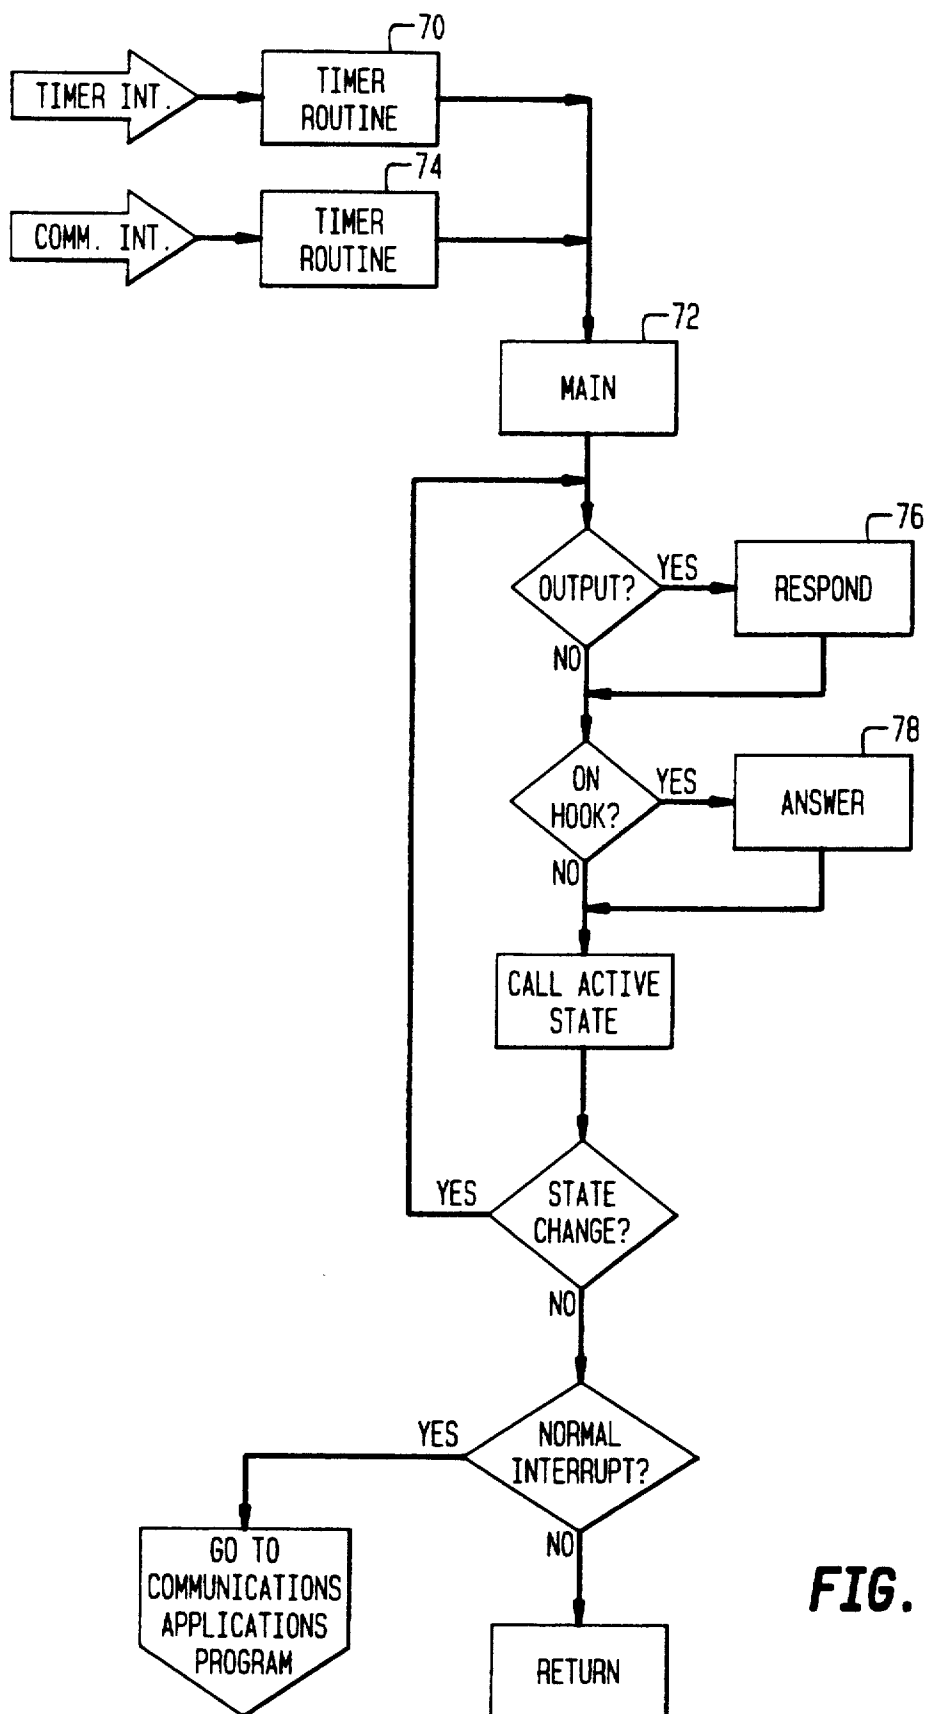 70
TIMER INT.
TIMER
ROUTINE
74
COMM. INT.
TIMER
ROUTINE
72
MAIN
76
OUTPUT?
YES
RESPOND
NO
78
ON
HOOK?
YES
ANSWER
NO
CALL ACTIVE
STATE
YES
STATE
CHANGE?
NO
YES
NORMAL
INTERRUPT?
NO
GO TO
COMMUNICATIONS
APPLICATIONS
PROGRAM
RETURN
FIG.